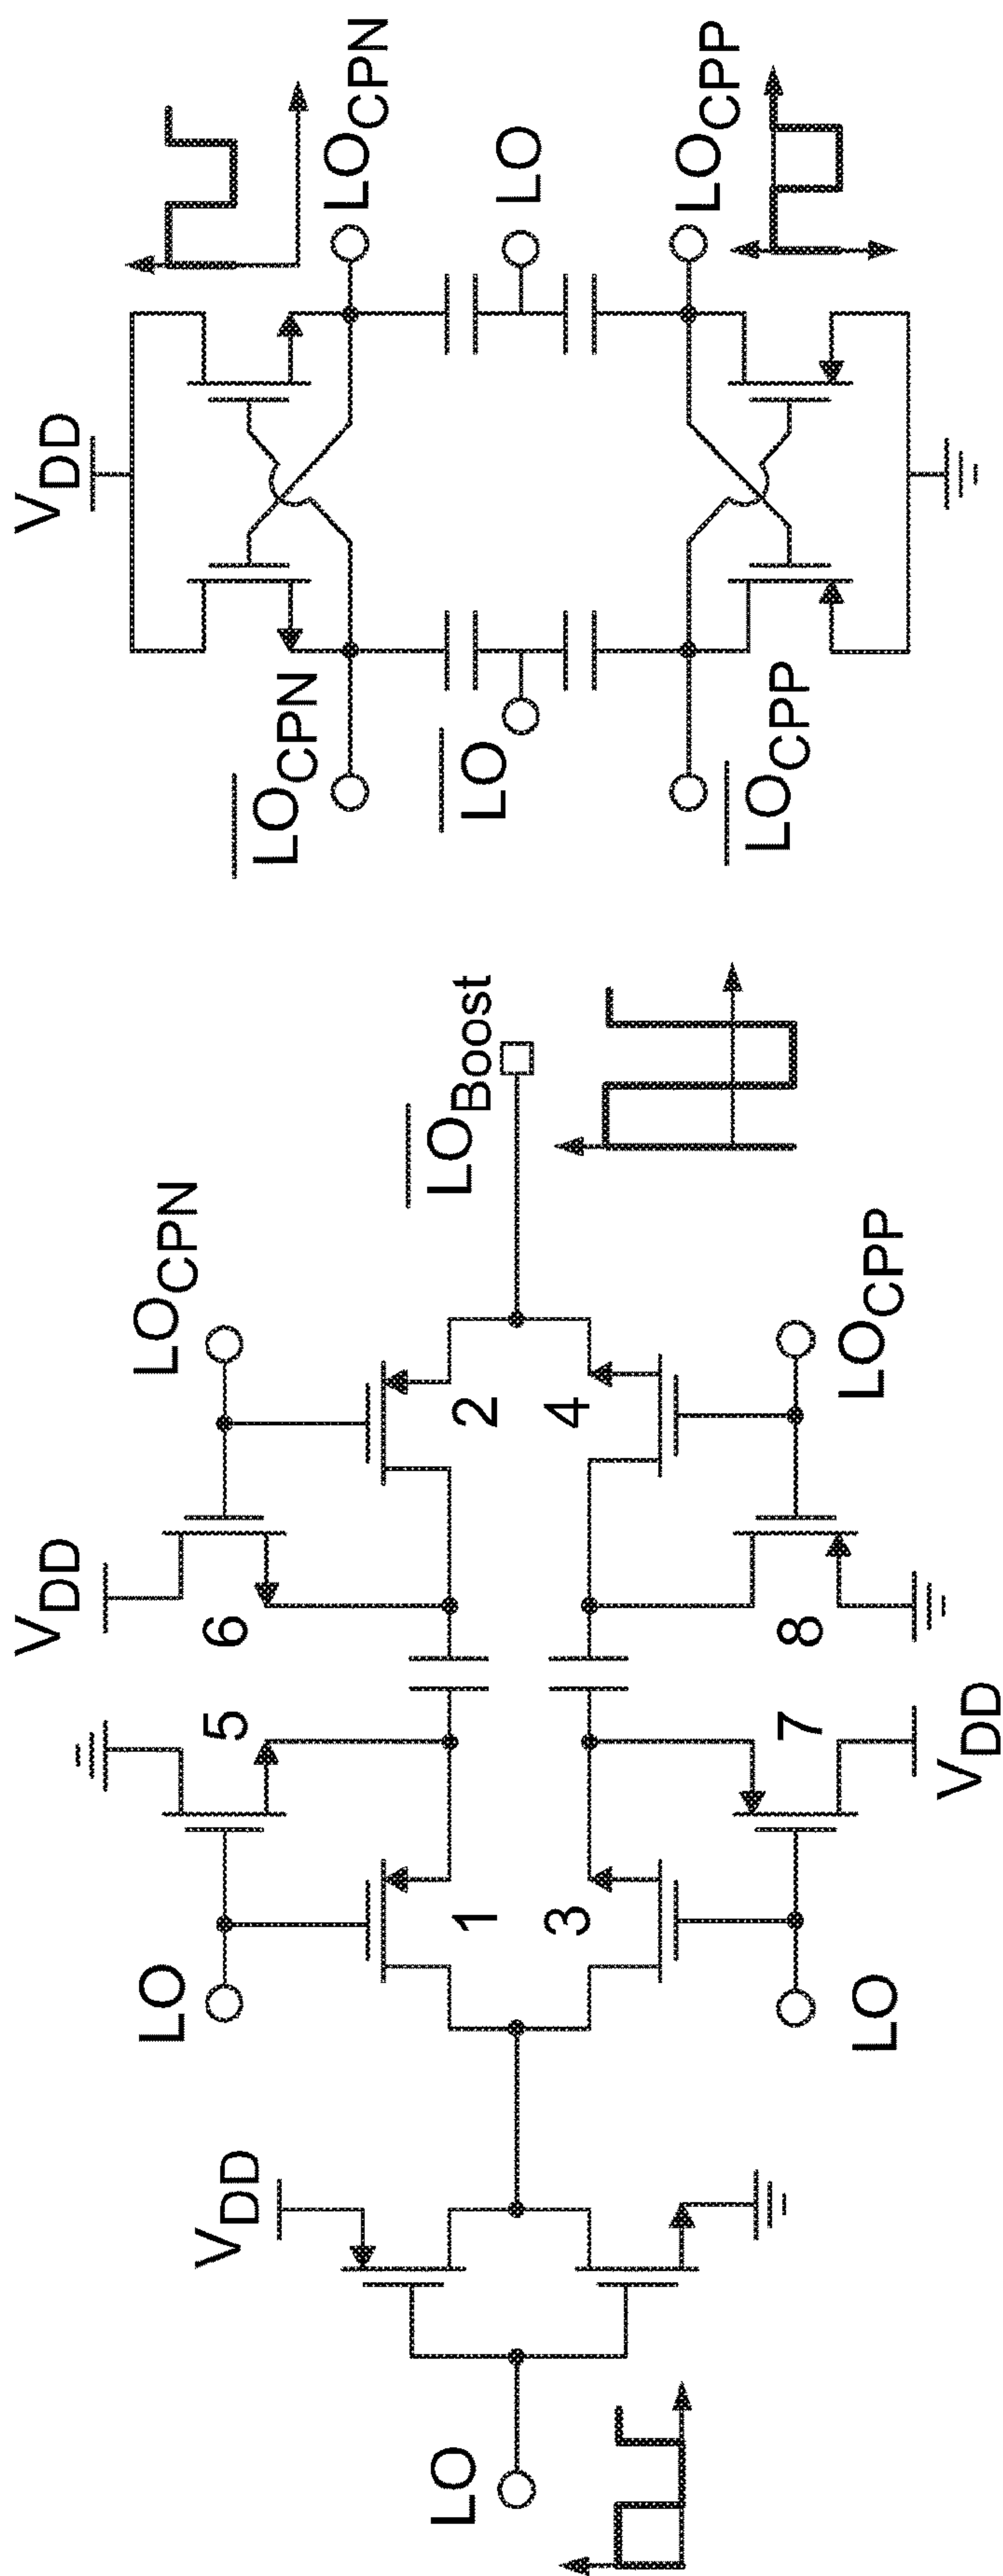 LO
V_DD
LO
1
5
V_DD
6
LO_CPN
2
LO_Boost
LO
3
7
V_DD
8
4
LO_CPP
V_DD
LO_CPN
LO_CPN
LO
LO
LO_CPP
LO_CPP